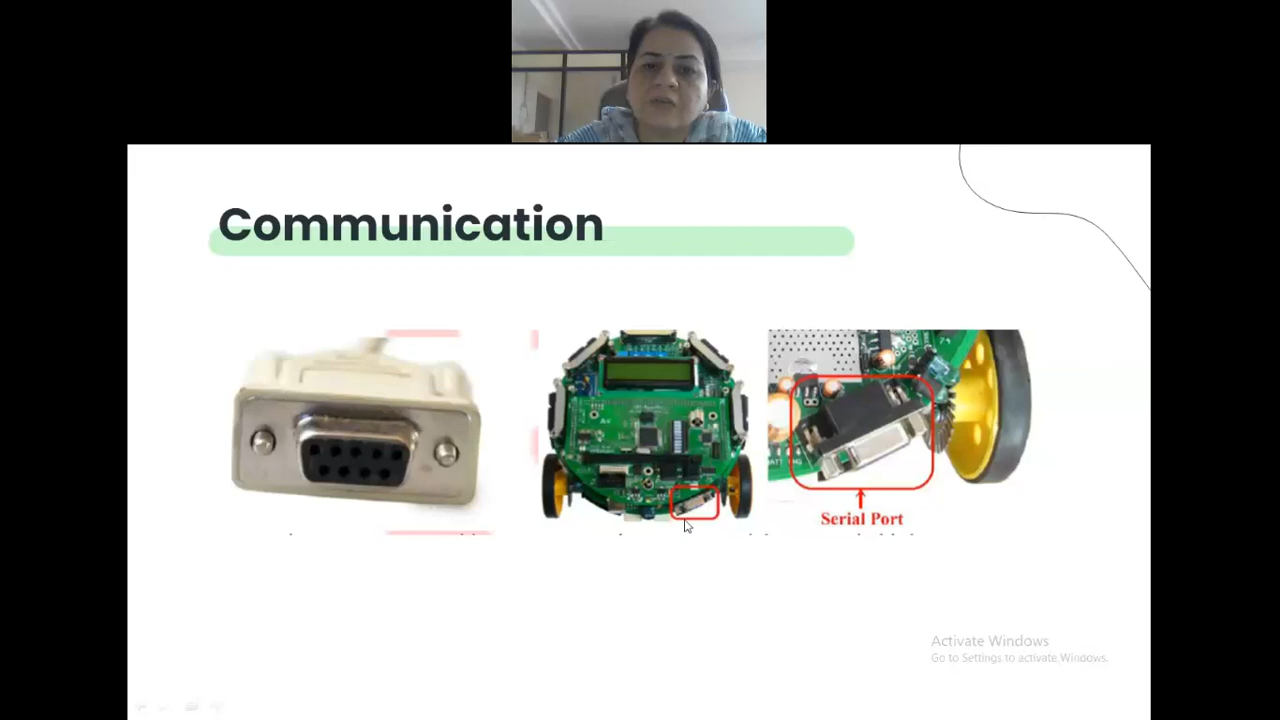 Communication
Serial Port
Activate Windows
Go to Settings to activate Windows.